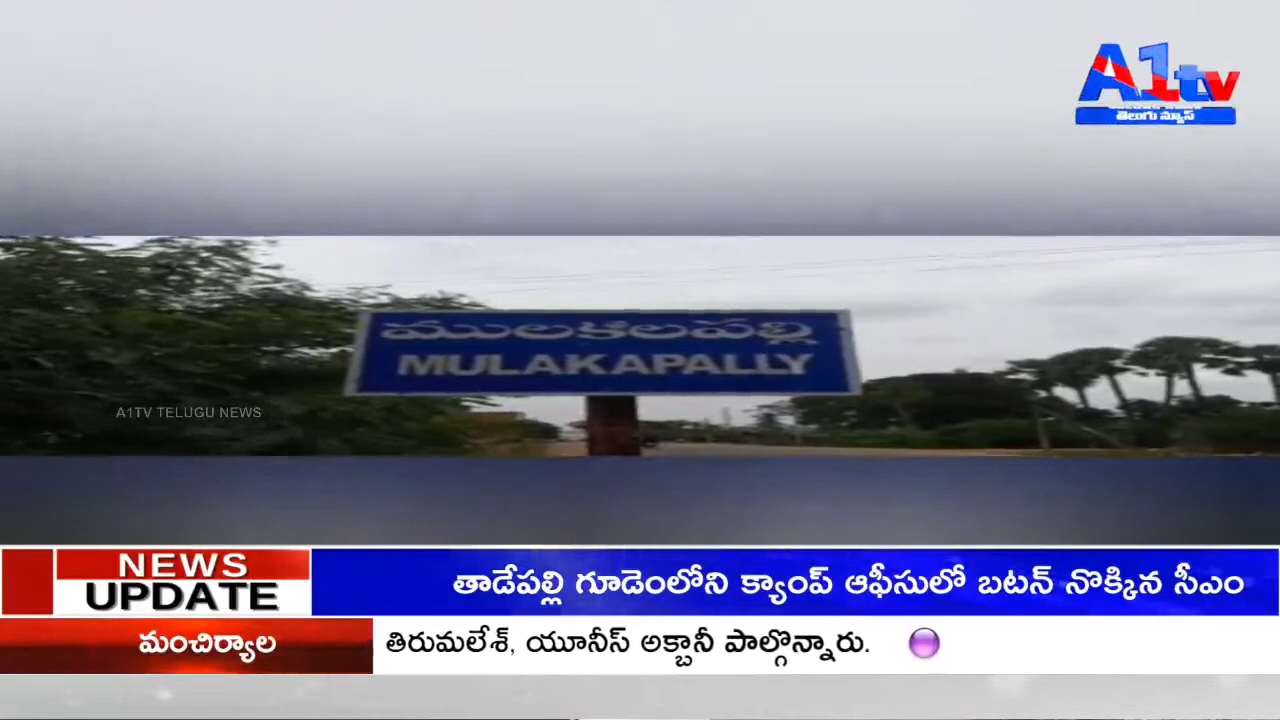 A1tv
తెలుగు న్యూస్
ములకలపల్లి
MULAKAPALLY
A1TV TELUGU NEWS
NEWS
UPDATE
తాడేపల్లి గూడెంలోని క్యాంప్ ఆఫీసులో బటన్ నొక్కిన సీఎం
మంచిర్యాల
తిరుమలేశ్, యూనీస్ అక్బానీ పాల్గొన్నారు.